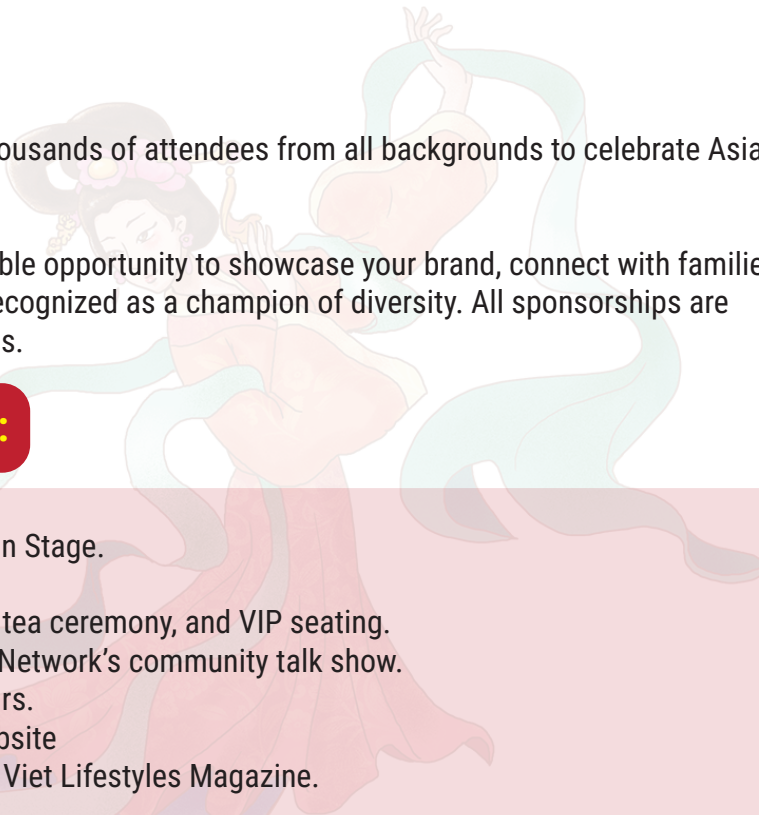 ousands of attendees from all backgrounds to celebrate Asia
ble opportunity to showcase your brand, connect with familie
ecognized as a champion of diversity. All sponsorships are
s.
:
n Stage.
tea ceremony, and VIP seating.
Network’s community talk show.
rs.
bsite
Viet Lifestyles Magazine.